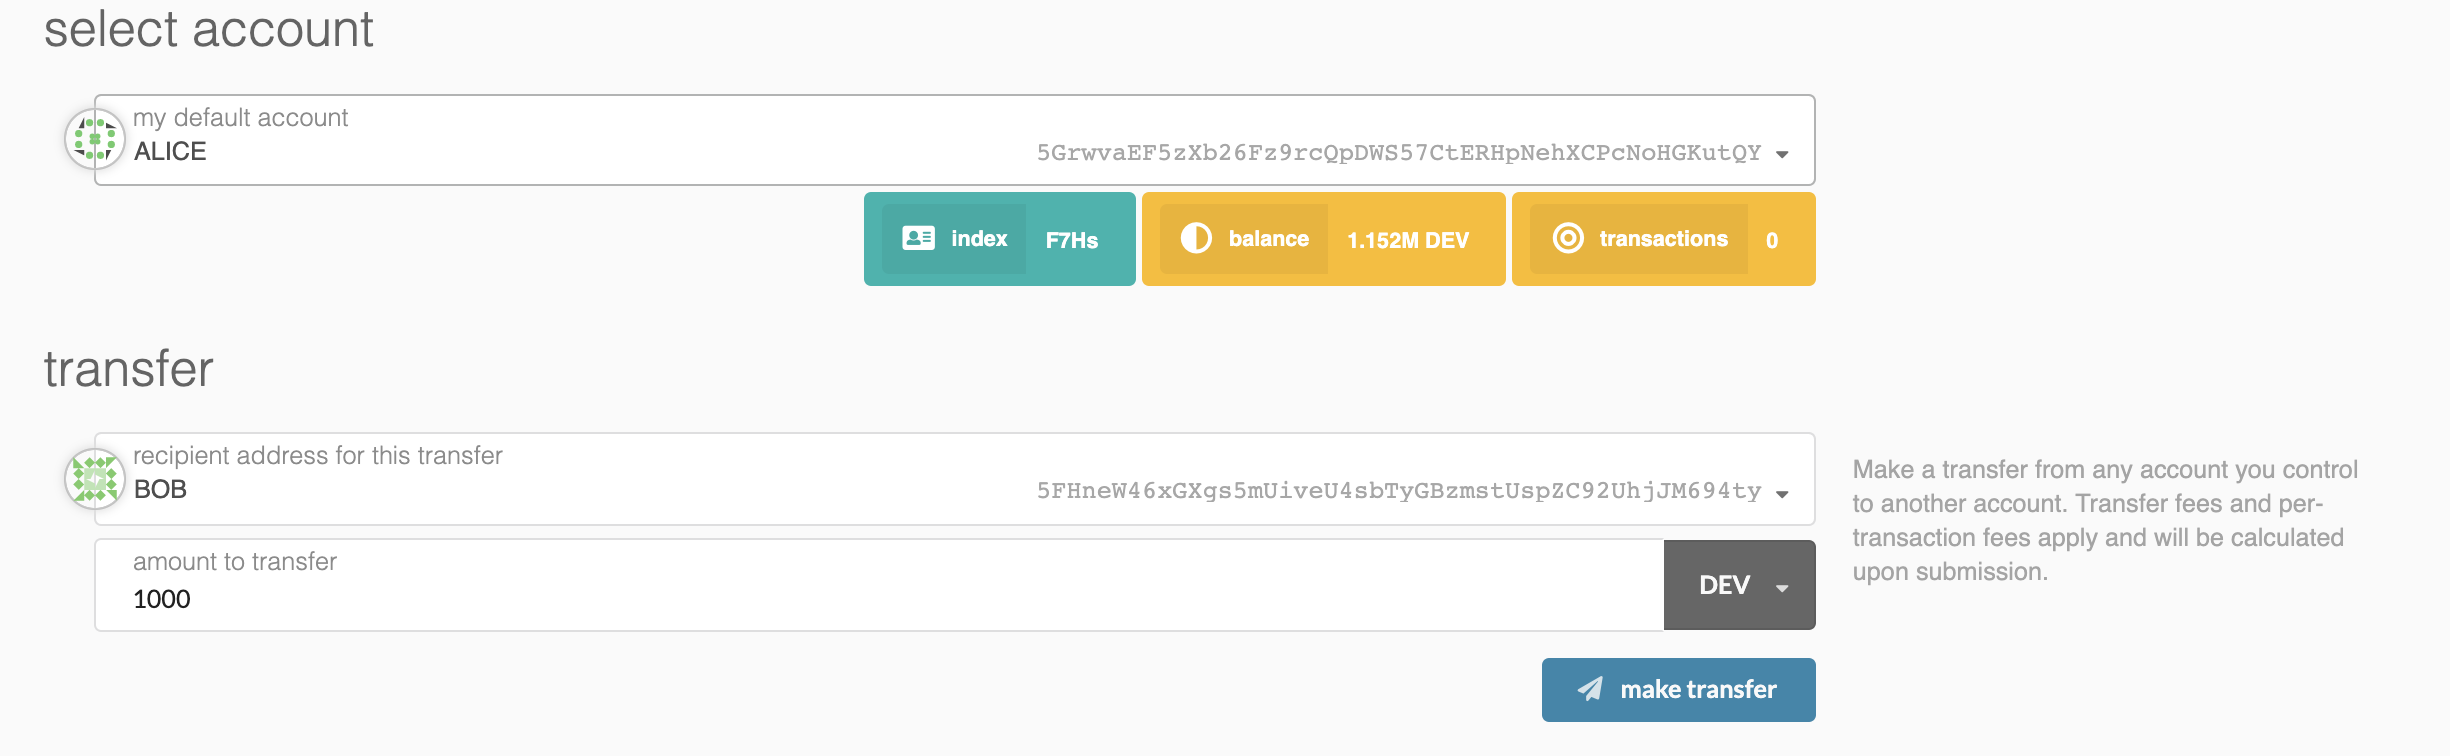 select account
my default account
ALICE
5GrwvaEF5zXb26Fz9rcQpDWS57CtERHpNehXCPcNoHGKutQY
index F7Hs
balance 1.152M DEV
transactions 0
transfer
recipient address for this transfer
BOB
5FHneW46xGXgs5mUiveU4sbTyGBzmstUspZC92UhjJM694ty
amount to transfer
1000
DEV
Make a transfer from any account you control
to another account. Transfer fees and per-
transaction fees apply and will be calculated
upon submission.
make transfer